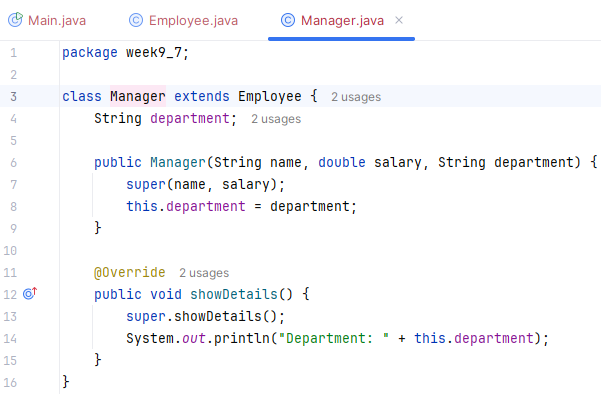 Main.java Employee.java Manager.java
1 package week9_7;
2
3 class Manager extends Employee { 2 usages
4 String department; 2 usages
5
6 public Manager(String name, double salary, String department) {
7 super(name, salary);
8 this.department = department;
9 }
10
11 @Override 2 usages
12 public void showDetails() {
13 super.showDetails();
14 System.out.println("Department: " + this.department);
15 }
16 }